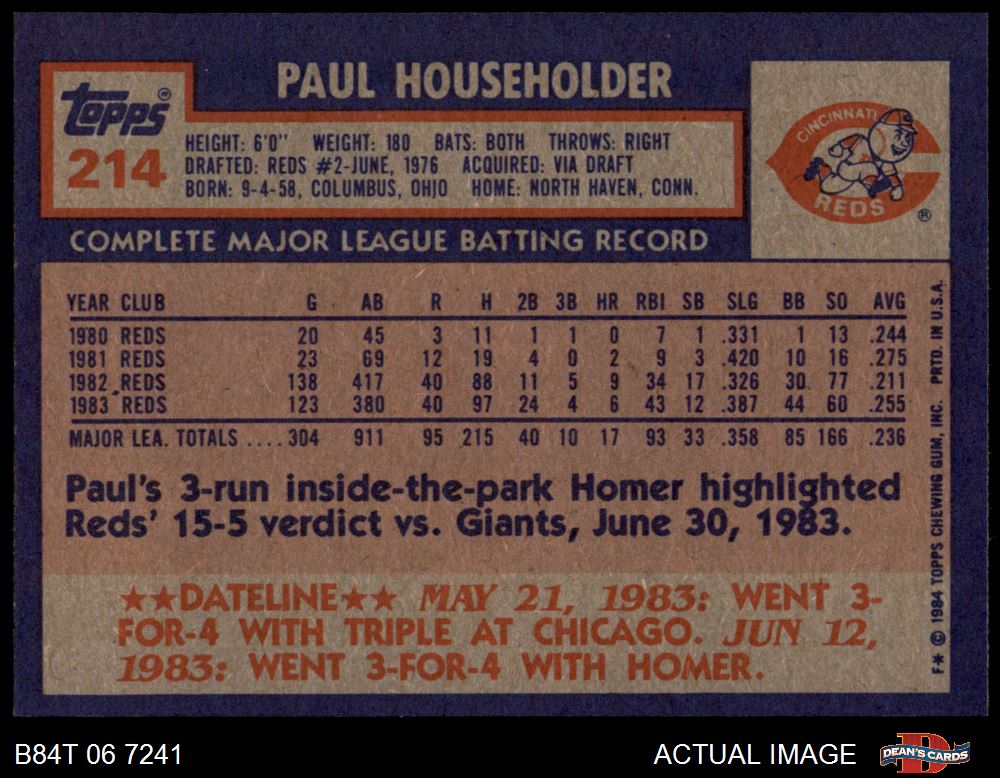 PAUL HOUSEHOLDER
Topps®
214
HEIGHT: 6'0" WEIGHT: 180 BATS: BOTH THROWS: RIGHT
DRAFTED: REDS #2-JUNE, 1976 ACQUIRED: VIA DRAFT
BORN: 9-4-58, COLUMBUS, OHIO HOME: NORTH HAVEN, CONN.
CINCINNATI
REDS ®
COMPLETE MAJOR LEAGUE BATTING RECORD
YEAR CLUB G AB R H 2B 3B HR RBI SB SLG BB SO AVG
1980 REDS 20 45 3 11 1 1 0 7 1 .331 1 13 .244
1981 REDS 23 69 12 19 4 0 2 9 3 .420 10 16 .275
1982 REDS 138 417 40 88 11 5 9 34 17 .326 30 77 .211
1983 REDS 123 380 40 97 24 4 6 43 12 .387 44 60 .255
MAJOR LEA. TOTALS ....304 911 95 215 40 10 17 93 33 .358 85 166 .236
Paul's 3-run inside-the-park Homer highlighted
Reds' 15-5 verdict vs. Giants, June 30, 1983.
★★DATELINE★★ MAY 21, 1983: WENT 3-
FOR-4 WITH TRIPLE AT CHICAGO. JUN 12,
1983: WENT 3-FOR-4 WITH HOMER.
F* © 1984 TOPPS CHEWING GUM, INC. PRTD. IN U.S.A.
B84T 06 7241
ACTUAL IMAGE
DEAN'S CARDS